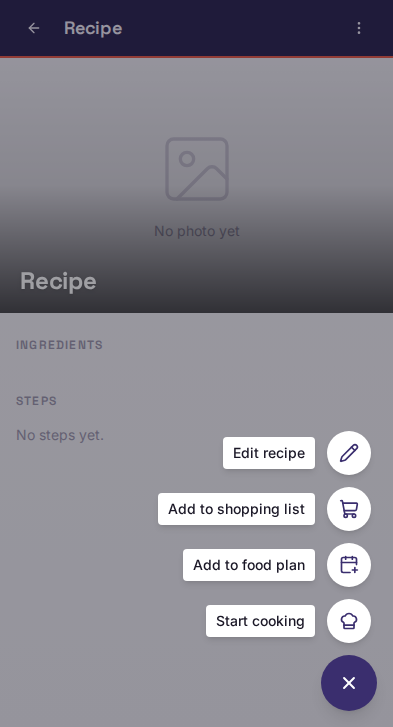 Recipe
No photo yet
Recipe
INGREDIENTS
STEPS
No steps yet.
Edit recipe
Add to shopping list
Add to food plan
Start cooking